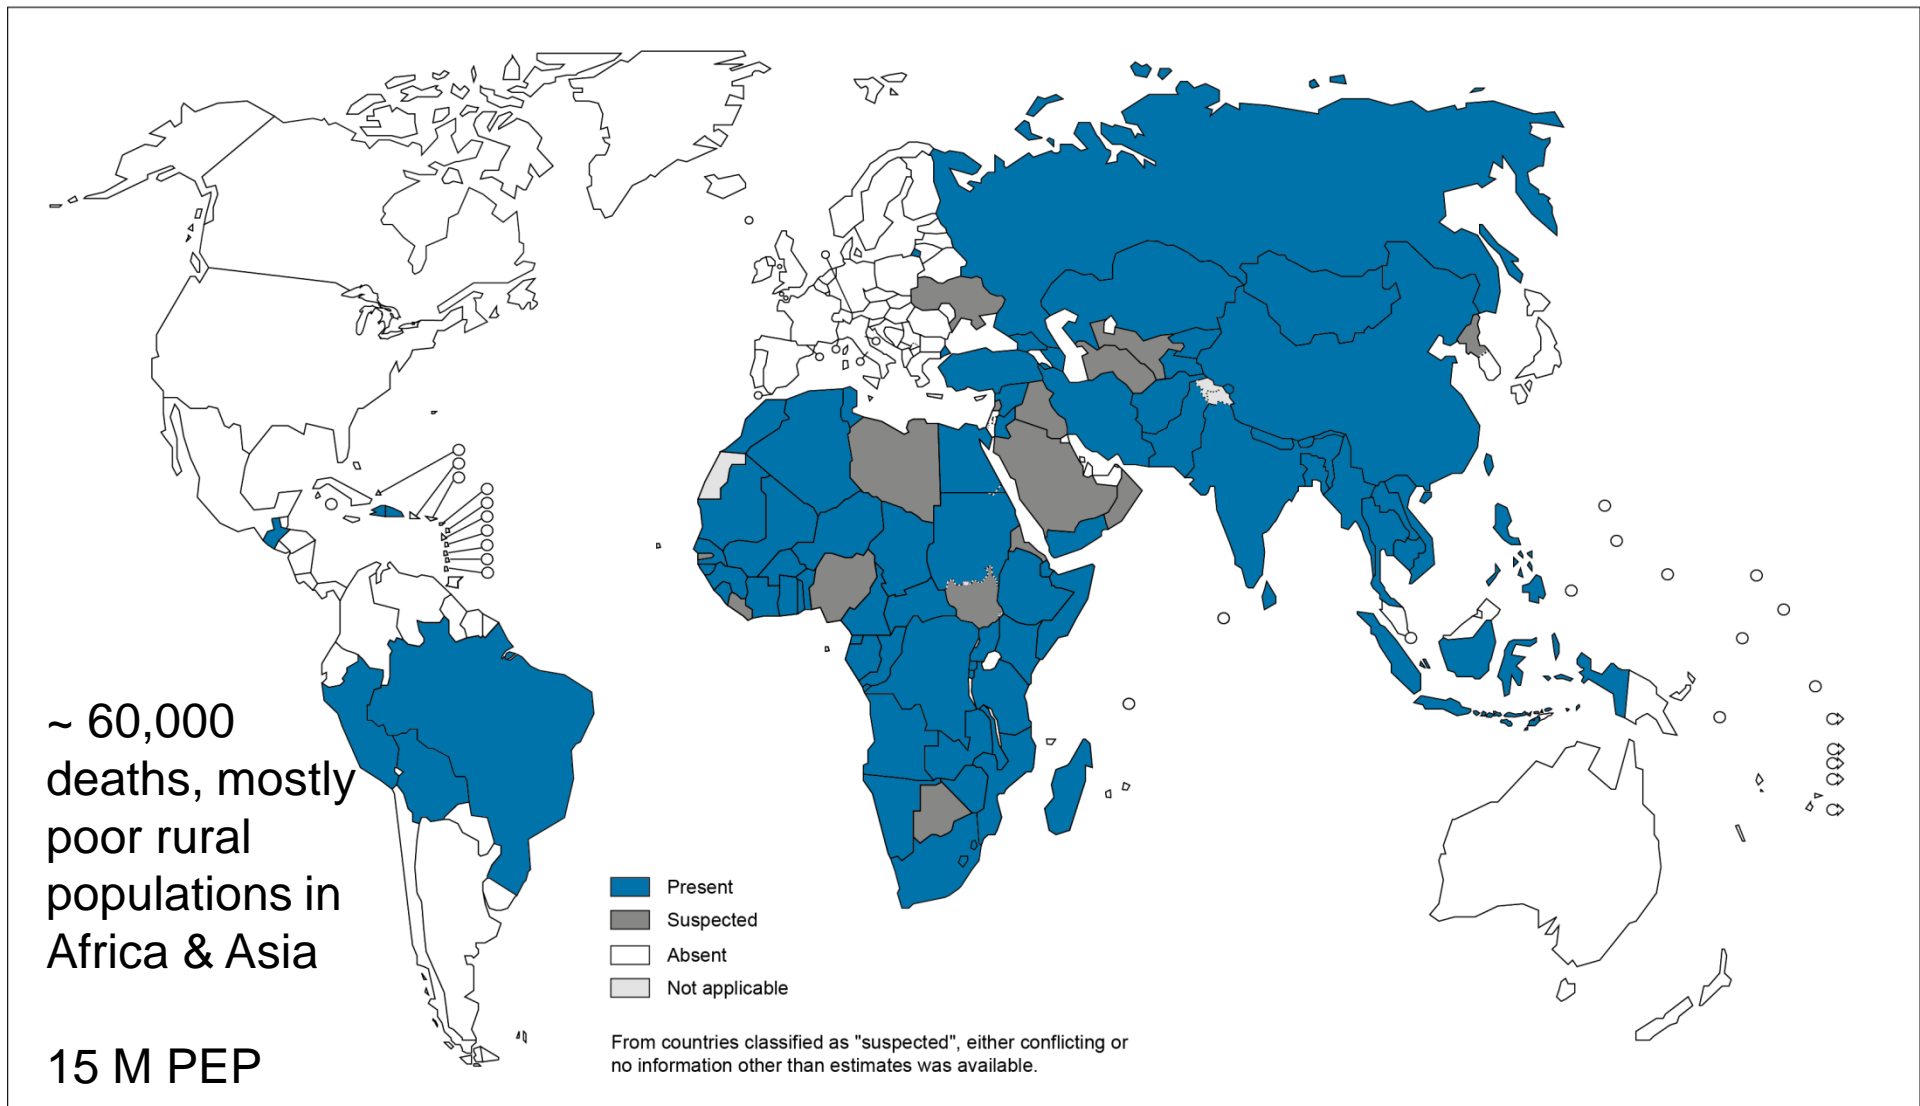 ~ 60,000
deaths, mostly
poor rural
populations in
Africa & Asia
15 M PEP
Present
Suspected
Absent
Not applicable
From countries classified as "suspected", either conflicting or
no information other than estimates was available.